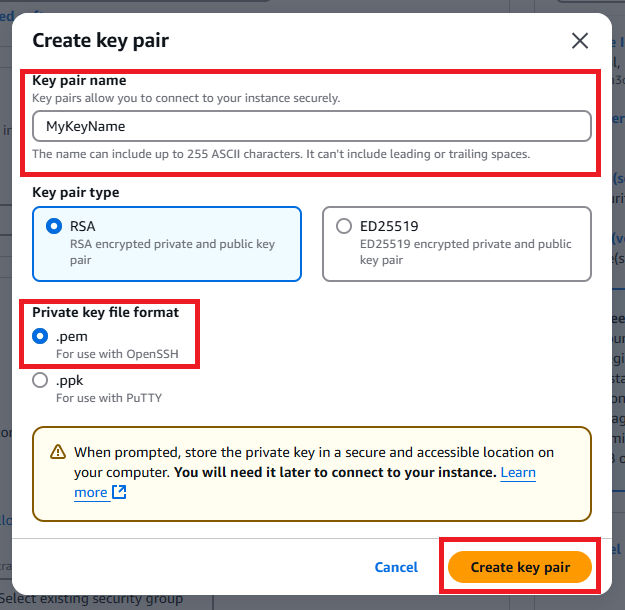 Create key pair
Key pair name
Key pairs allow you to connect to your instance securely.
MyKeyName
The name can include up to 255 ASCII characters. It can't include leading or trailing spaces.
Key pair type
RSA
RSA encrypted private and public key
pair
ED25519
ED25519 encrypted private and public
key pair
Private key file format
.pem
For use with OpenSSH
.ppk
For use with PuTTY
When prompted, store the private key in a secure and accessible location on
your computer. You will need it later to connect to your instance. Learn
more
Cancel
Create key pair
Select existing security group